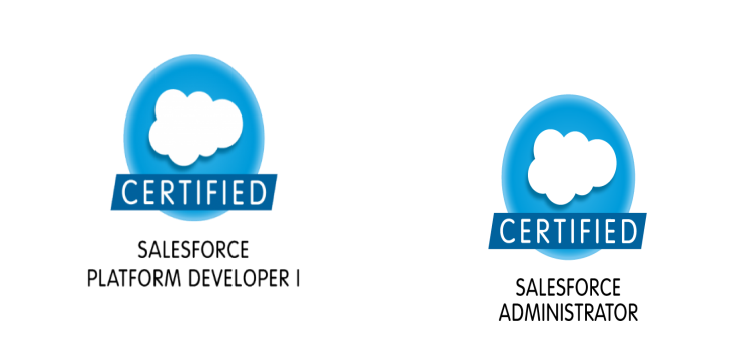 CERTIFIED
SALESFORCE
PLATFORM DEVELOPER I
CERTIFIED
SALESFORCE
ADMINISTRATOR